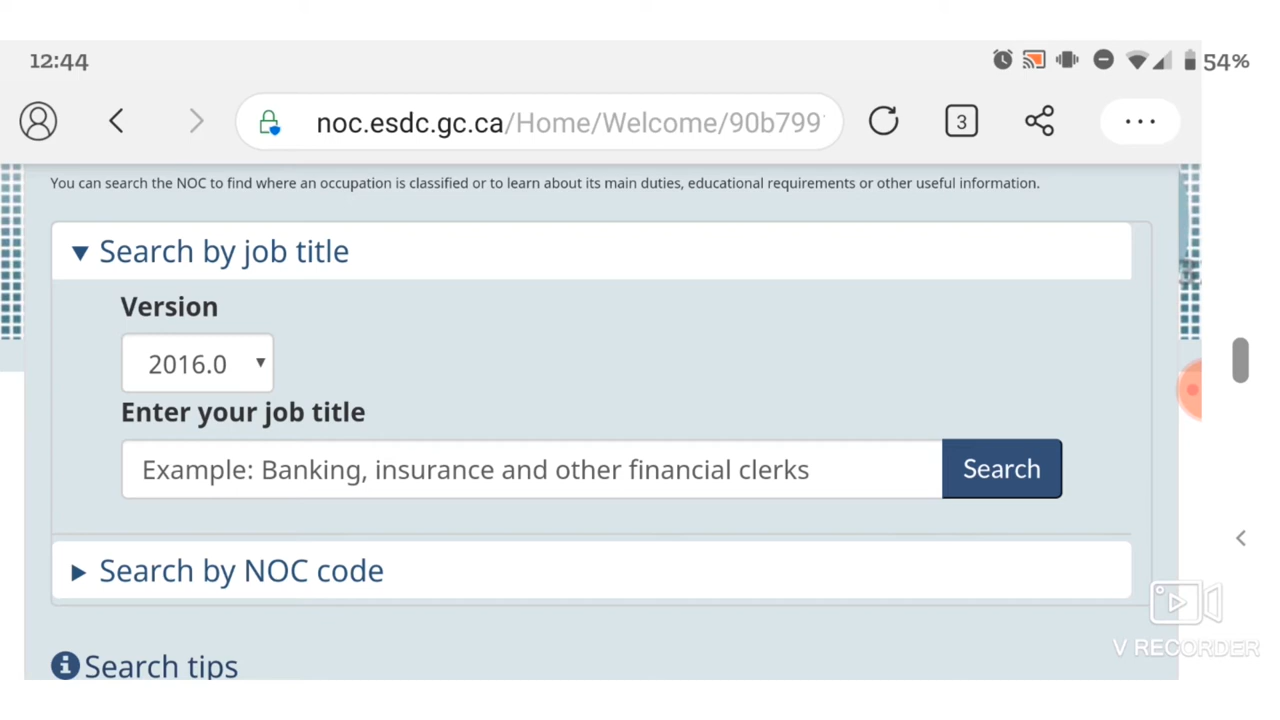 12:44
54%
noc.esdc.gc.ca/Home/Welcome/90b799
3
You can search the NOC to find where an occupation is classified or to learn about its main duties, educational requirements or other useful information.
Search by job title
Version
2016.0
Enter your job title
Example: Banking, insurance and other financial clerks
Search
Search by NOC code
Search tips
V RECORDER